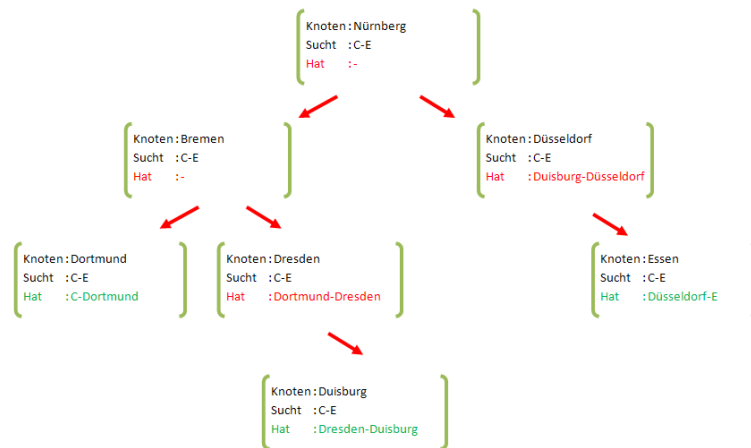 Knoten:Nürnberg
Sucht :C-E
Hat :-
Knoten:Bremen
Sucht :C-E
Hat :-
Knoten:Düsseldorf
Sucht :C-E
Hat :Duisburg-Düsseldorf
Knoten:Dortmund
Sucht :C-E
Hat :C-Dortmund
Knoten:Dresden
Sucht :C-E
Hat :Dortmund-Dresden
Knoten:Essen
Sucht :C-E
Hat :Düsseldorf-E
Knoten:Duisburg
Sucht :C-E
Hat :Dresden-Duisburg